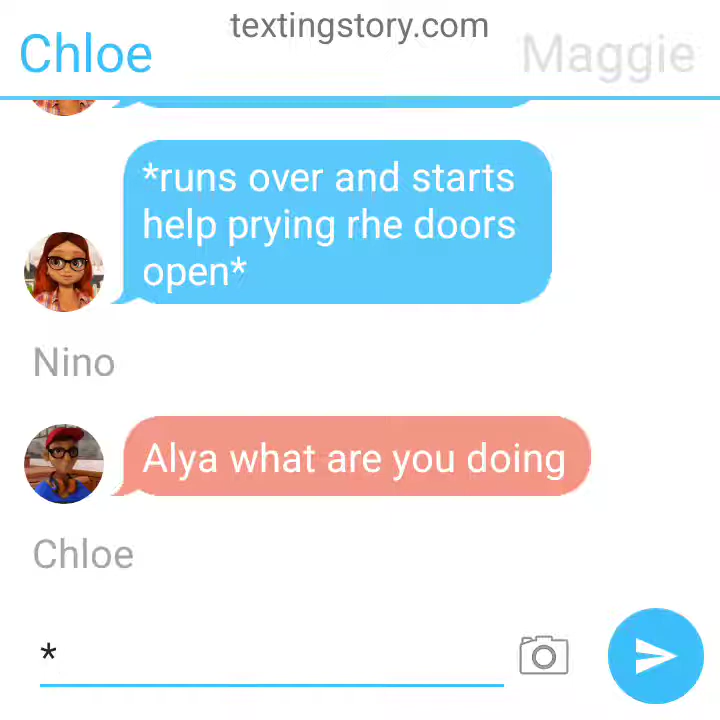 textingstory.com
Chloe
Maggie
*runs over and starts
help prying rhe doors
open*
Nino
Alya what are you doing
Chloe
*